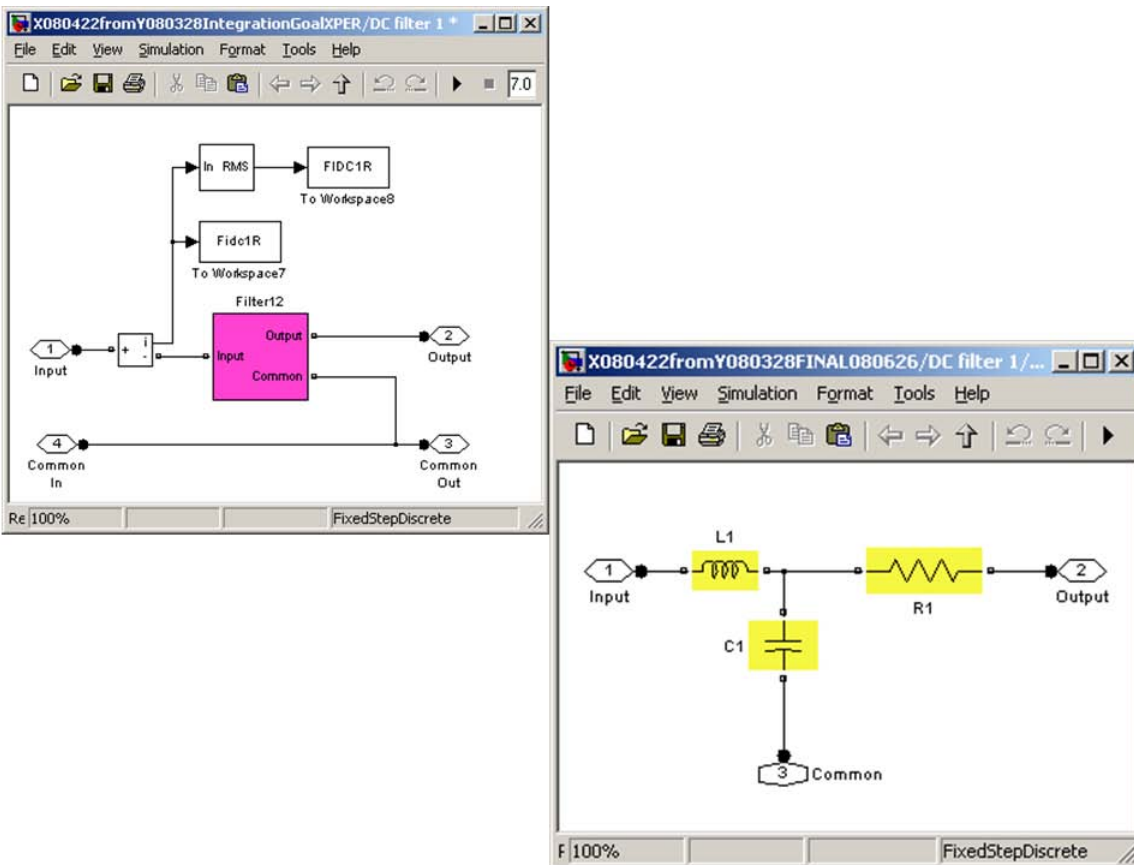 X080422fromY080328IntegrationGoalXPER/DC filter 1 *
File Edit View Simulation Format Tools Help
7.0
In RMS
FIDC1R
To Workspace8
Fidc1R
To Workspace7
Filter12
1
Input
+ i
-
Input
Output
Common
2
Output
4
Common
In
3
Common
Out
Re 100% FixedStepDiscrete
X080422fromY080328FINAL080626/DC filter 1/...
File Edit View Simulation Format Tools Help
L1
1
Input
R1
2
Output
C1
3 Common
F 100% FixedStepDiscrete